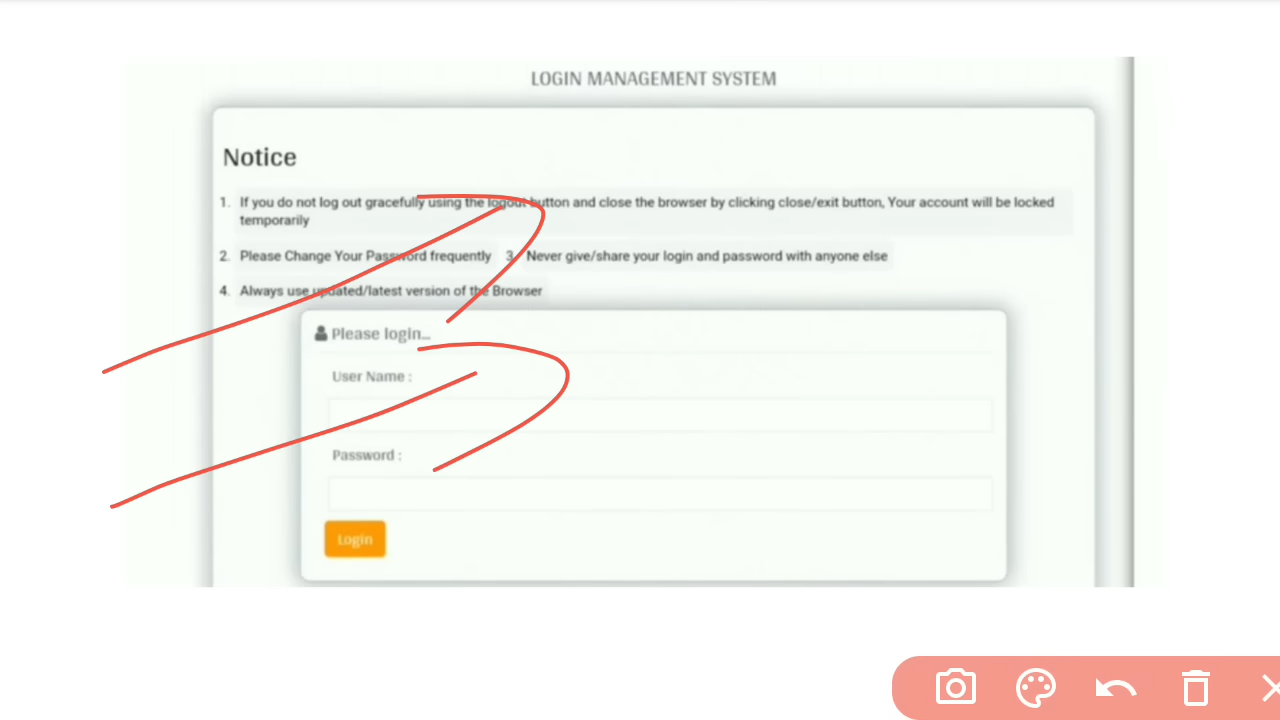 LOGIN MANAGEMENT SYSTEM
Notice
1. If you do not log out gracefully using the logout button and close the browser by clicking close/exit button, Your account will be locked
temporarily
2. Please Change Your Password frequently 3. Never give/share your login and password with anyone else
4. Always use updated/latest version of the Browser
Please login...
User Name :
Password :
Login